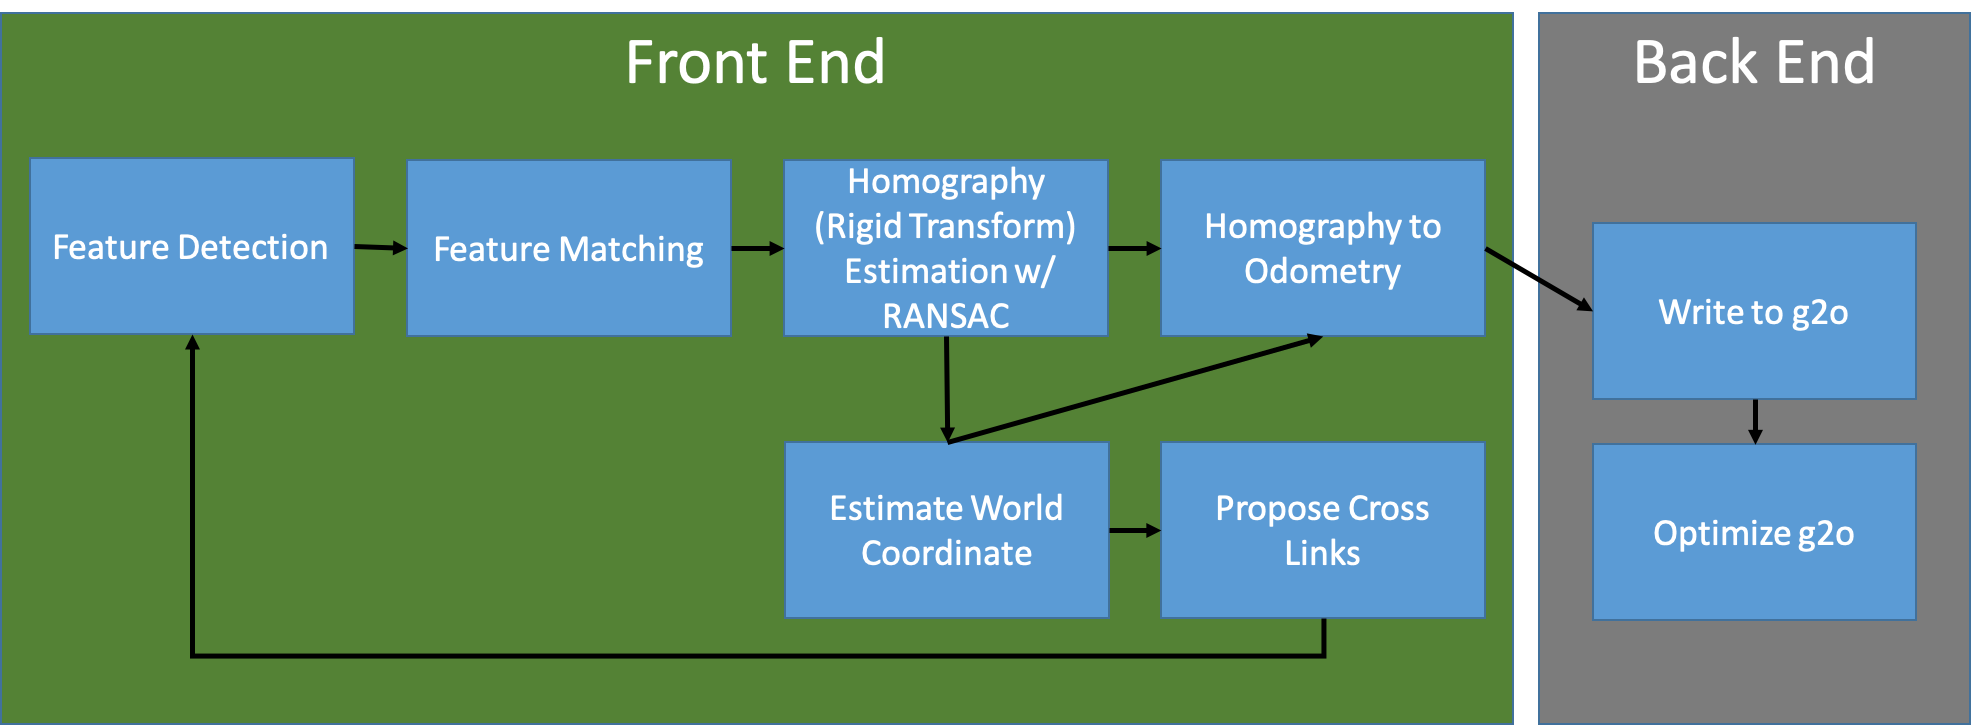 Front End
Back End
Feature Detection
Feature Matching
Homography
(Rigid Transform)
Estimation w/
RANSAC
Homography to
Odometry
Write to g2o
Estimate World
Coordinate
Propose Cross
Links
Optimize g2o